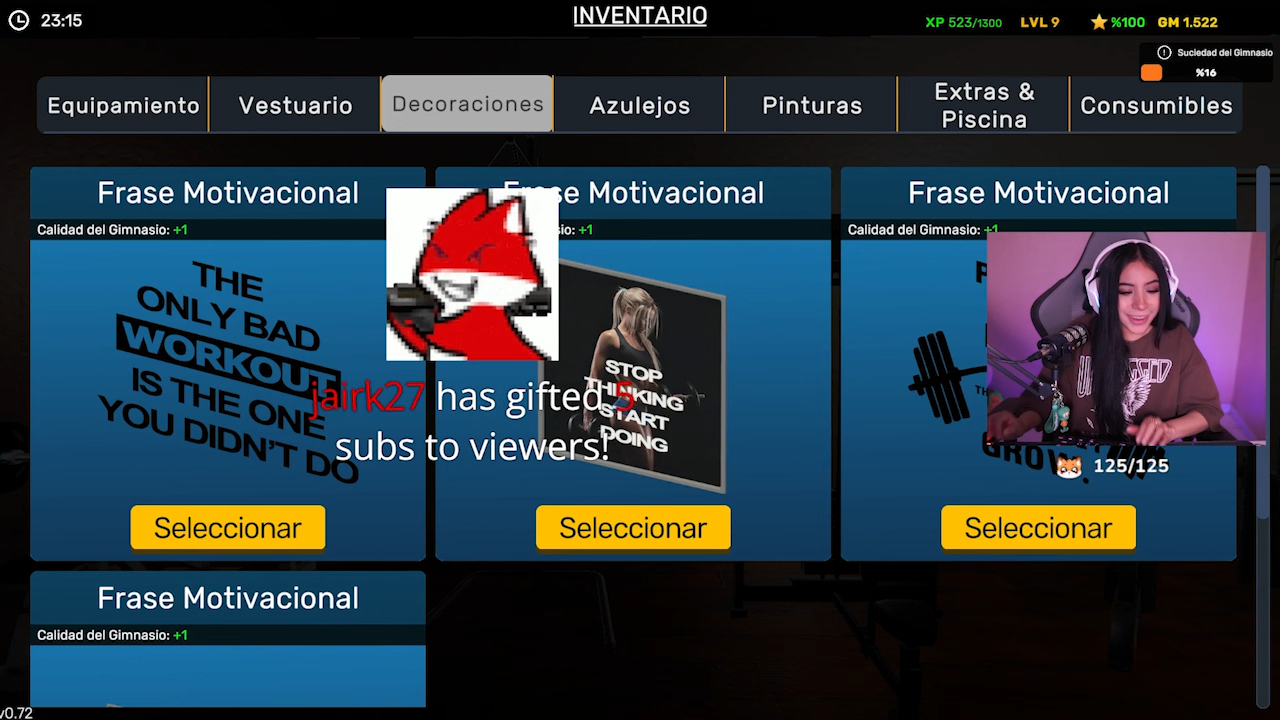 23:15
INVENTARIO
XP 523/1300 LVL 9 %100 GM 1.522
Suciedad del Gimnasio
%16
Equipamiento
Vestuario
Decoraciones
Azulejos
Pinturas
Extras &
Piscina
Consumibles
Frase Motivacional
Calidad del Gimnasio: +1
THE
ONLY BAD
WORKOUT
IS THE ONE
YOU DIDN'T DO
Seleccionar
Frase Motivacional
+1
STOP
THINKING
START
DOING
Seleccionar
Frase Motivacional
Calidad del Gimnasio: +1
GROW.
Seleccionar
jairk27 has gifted 5
subs to viewers!
125/125
Frase Motivacional
Calidad del Gimnasio: +1
v0.72